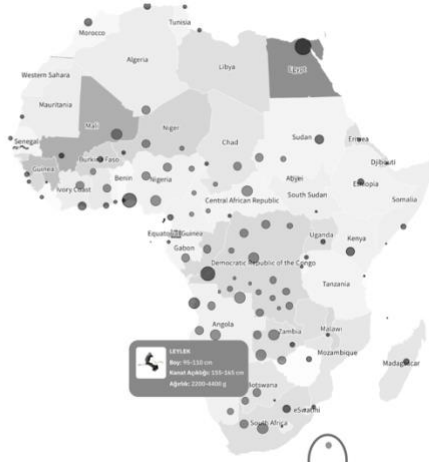 Tunisia
Morocco
Algeria
Libya
Egypt
Western Sahara
Mauritania
Mali
Niger
Chad
Sudan
Eritrea
Senegal
Burkina Faso
Djibouti
Guinea
Benin
Nigeria
Abyei
Ethiopia
Ivory Coast
South Sudan
Central African Republic
Somalia
Equatorial Guinea
Uganda
Kenya
Gabon
Democratic Republic of the Congo
Tanzania
Angola
Zambia
Malawi
Mozambique
Madagascar
LEYLEK
Boy: 95-110 cm
Kanat Açıklığı: 155-165 cm
Ağırlık: 2200-4400 g
Botswana
eSwatini
South Africa